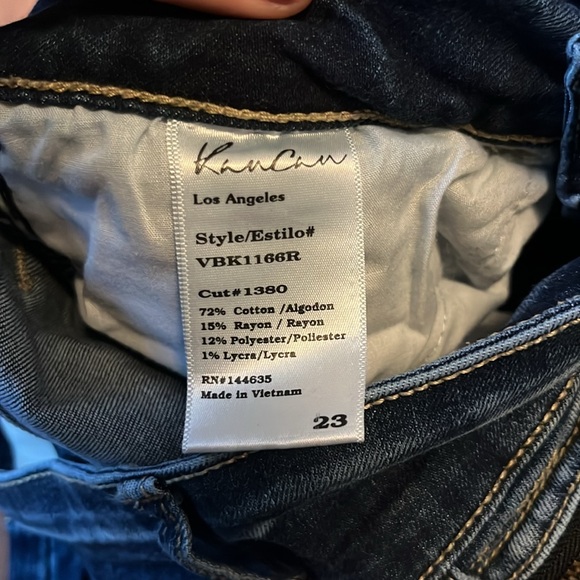 KanCan
Los Angeles
Style/Estilo#
VBK1166R
Cut#1380
72% Cotton /Algodon
15% Rayon / Rayon
12% Polyester/Poliester
1% Lycra/Lycra
RN#144635
Made in Vietnam
23